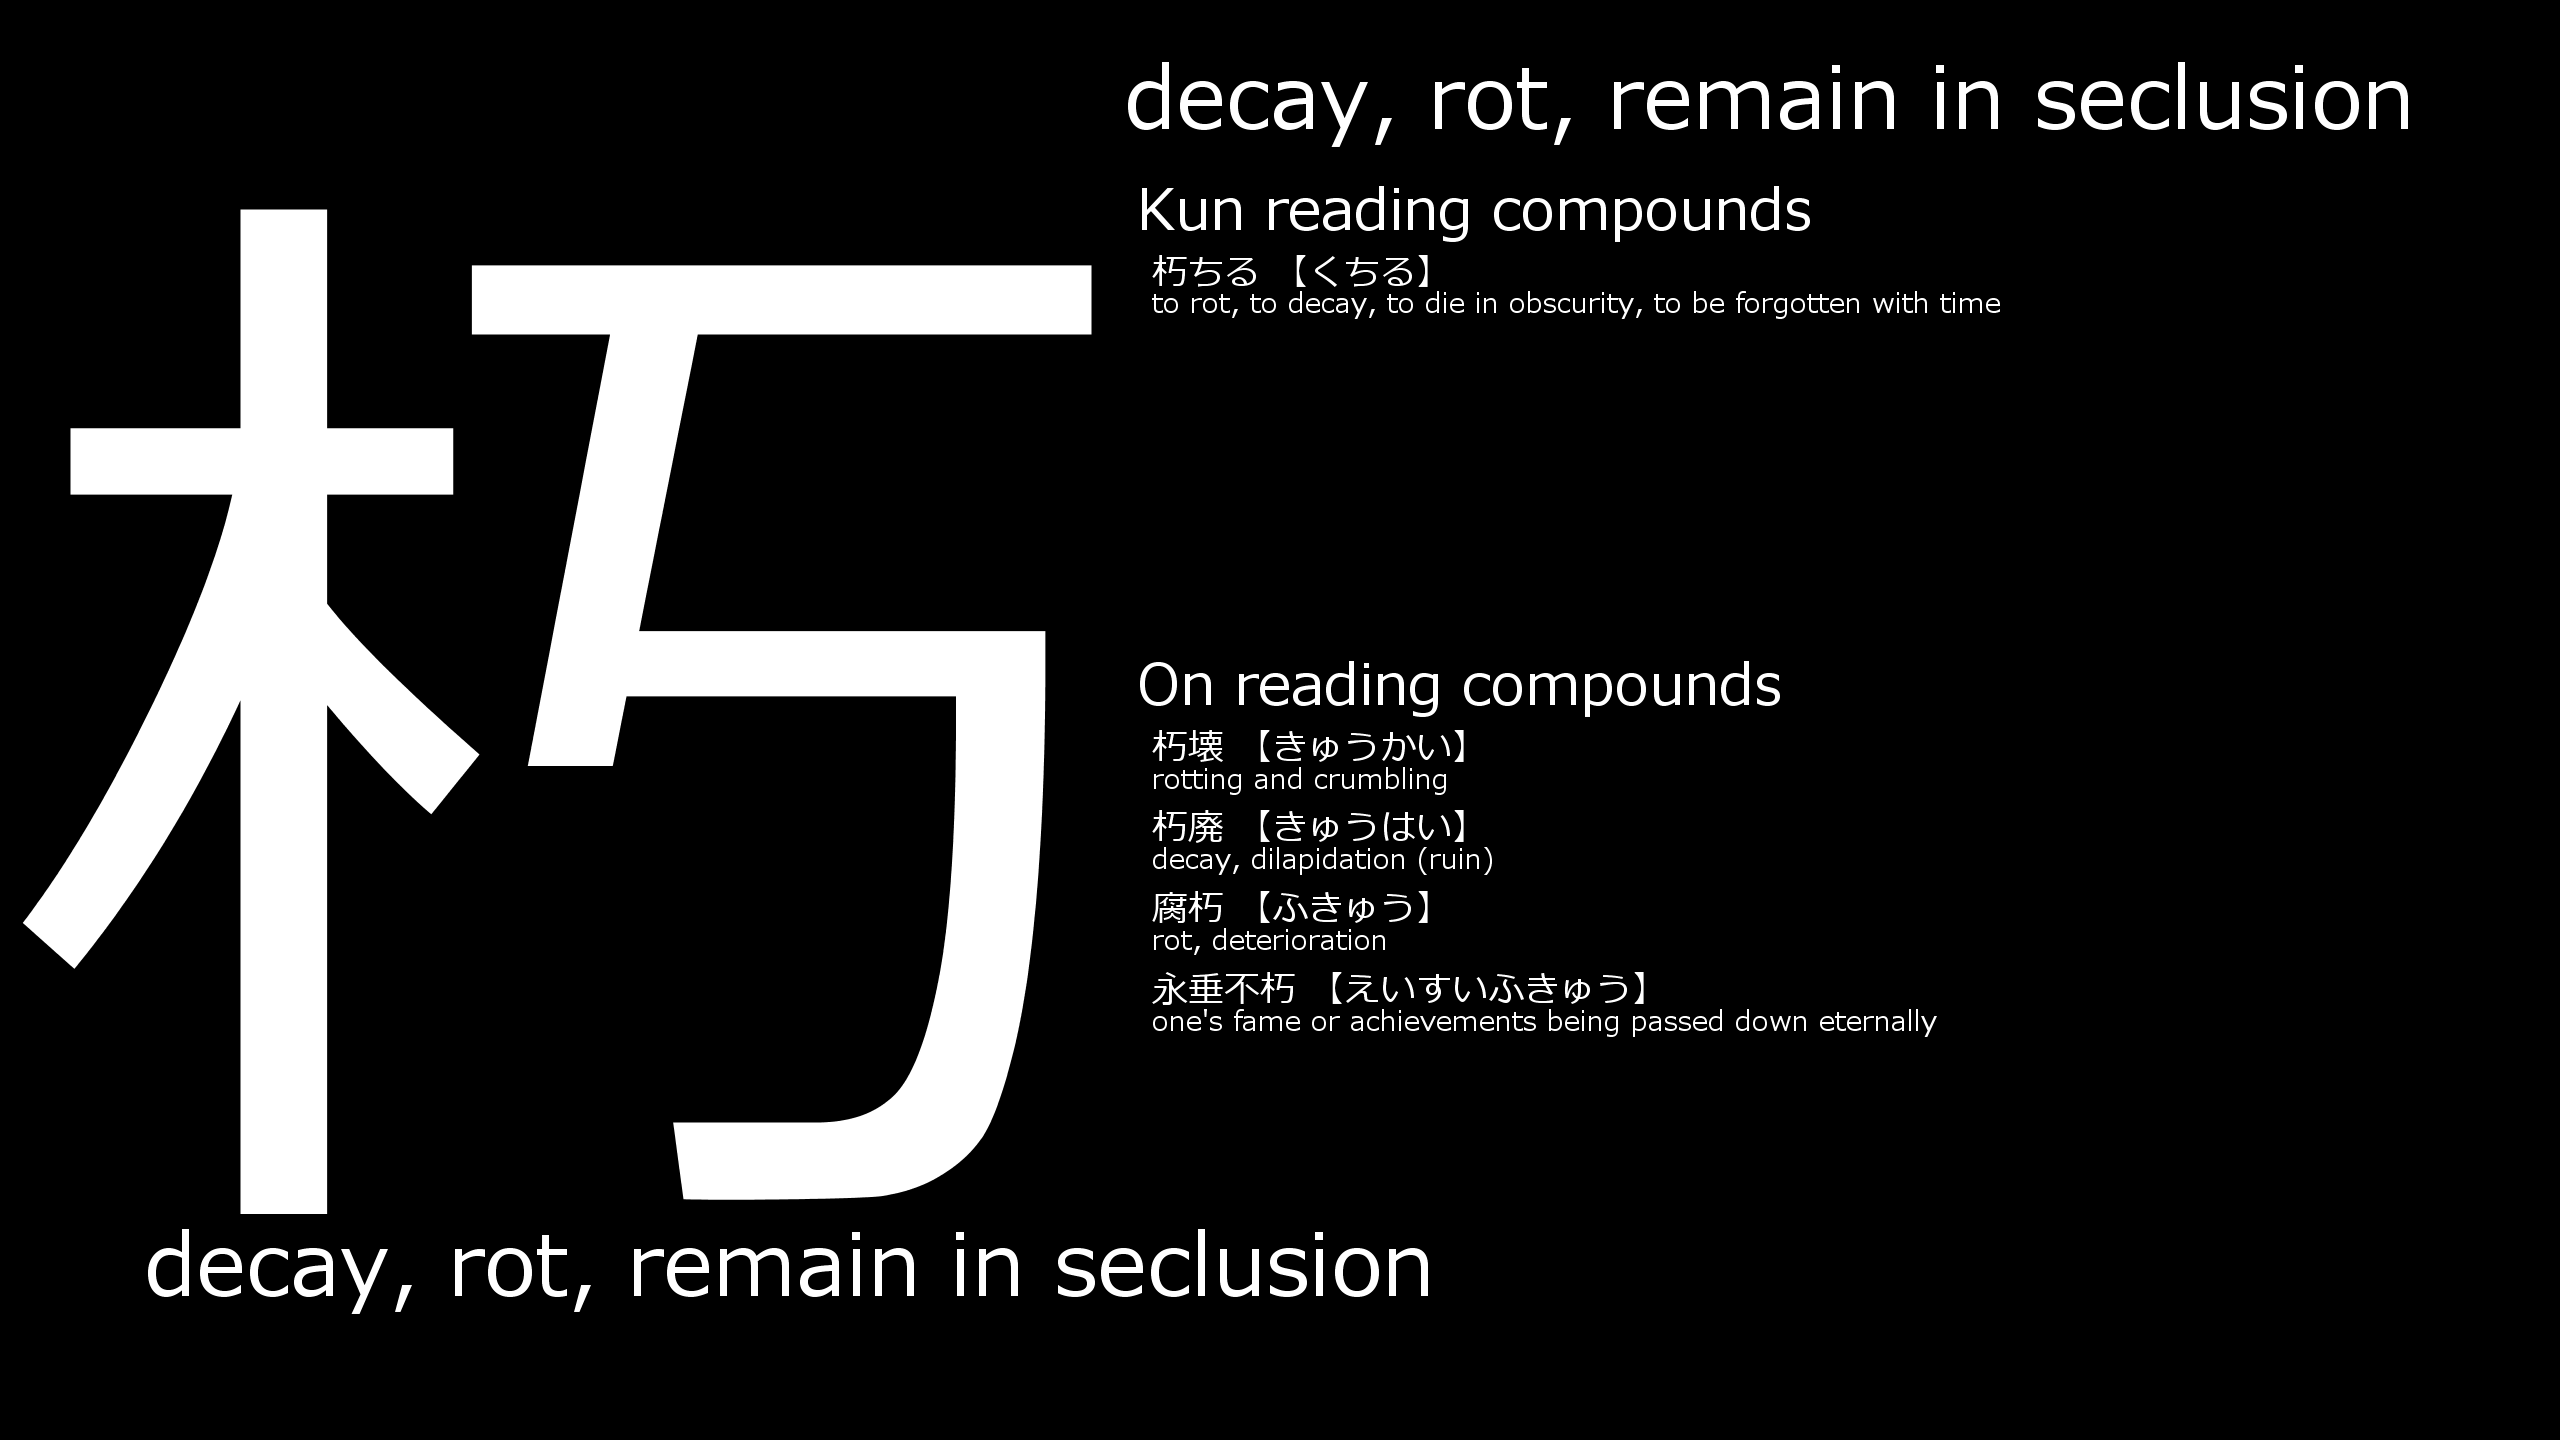 朽
decay, rot, remain in seclusion
Kun reading compounds
朽ちる 【くちる】
to rot, to decay, to die in obscurity, to be forgotten with time
On reading compounds
朽壊 【きゅうかい】
rotting and crumbling
朽廃 【きゅうはい】
decay, dilapidation (ruin)
腐朽 【ふきゅう】
rot, deterioration
永垂不朽 【えいすいふきゅう】
one's fame or achievements being passed down eternally
decay, rot, remain in seclusion